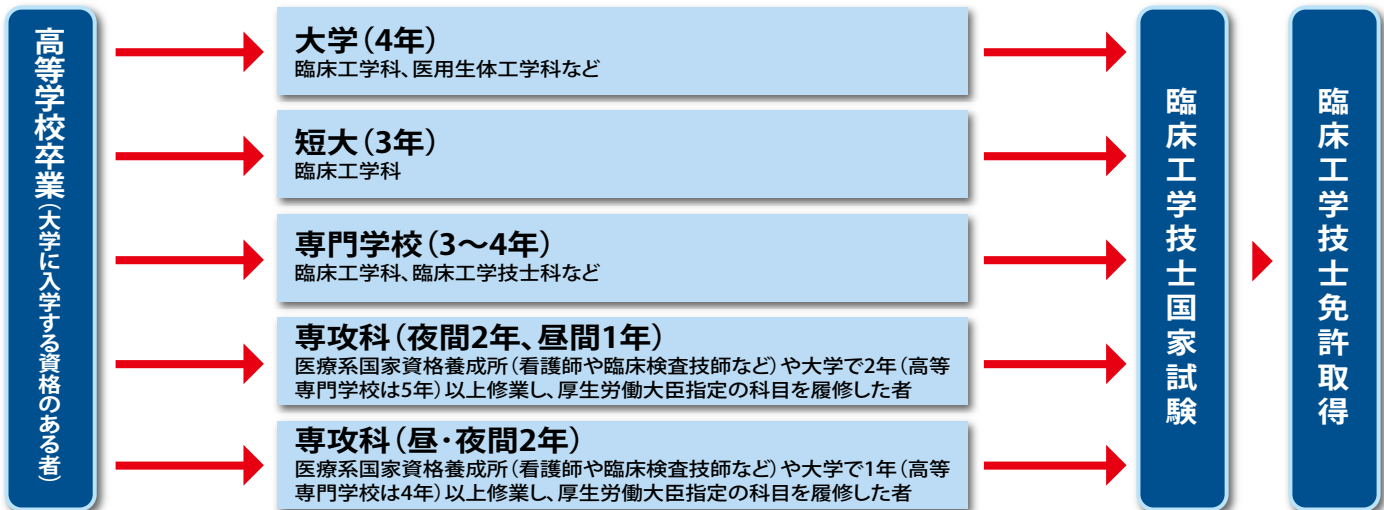 高等学校卒業(大学に入学する資格のある者)
大学(4年)
臨床工学科、医用生体工学科など
短大(3年)
臨床工学科
専門学校(3〜4年)
臨床工学科、臨床工学技士科など
専攻科(夜間2年、昼間1年)
医療系国家資格養成所(看護師や臨床検査技師など)や大学で2年(高等
専門学校は5年)以上修業し、厚生労働大臣指定の科目を履修した者
専攻科(昼・夜間2年)
医療系国家資格養成所(看護師や臨床検査技師など)や大学で1年(高等
専門学校は4年)以上修業し、厚生労働大臣指定の科目を履修した者
臨床工学技士国家試験
臨床工学技士免許取得